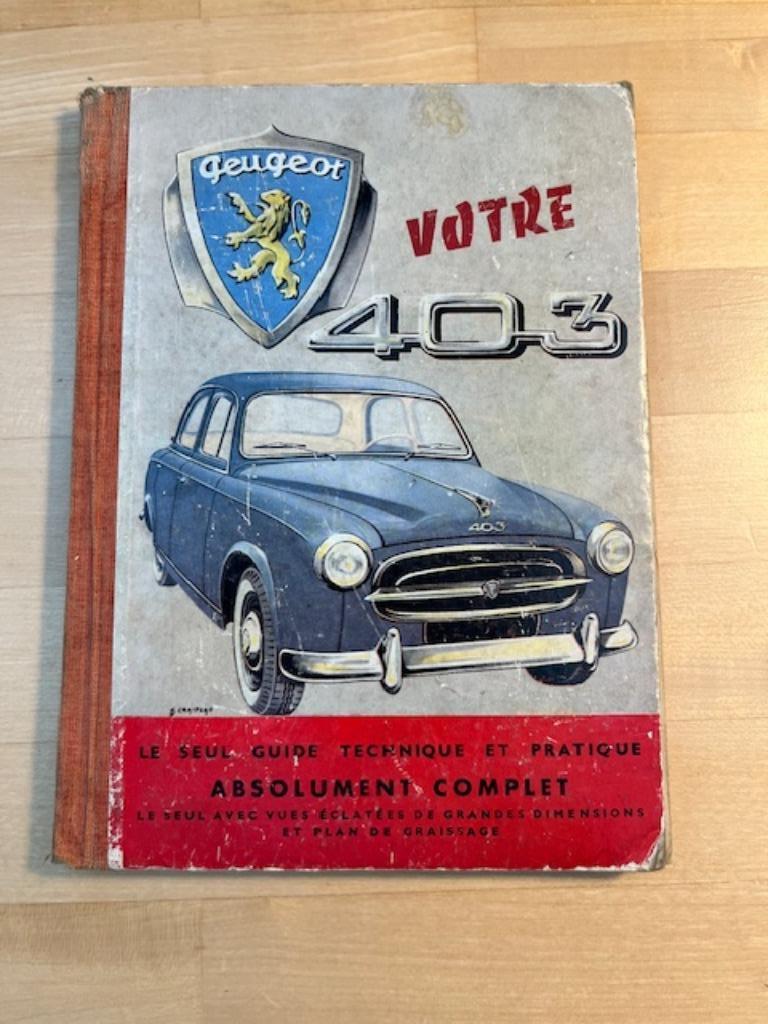 Peugeot
VOTRE
403
403
LE SEUL GUIDE TECHNIQUE ET PRATIQUE
ABSOLUMENT COMPLET
LE SEUL AVEC VUES ÉCLATÉES DE GRANDES DIMENSIONS
ET PLAN DE GRAISSAGE